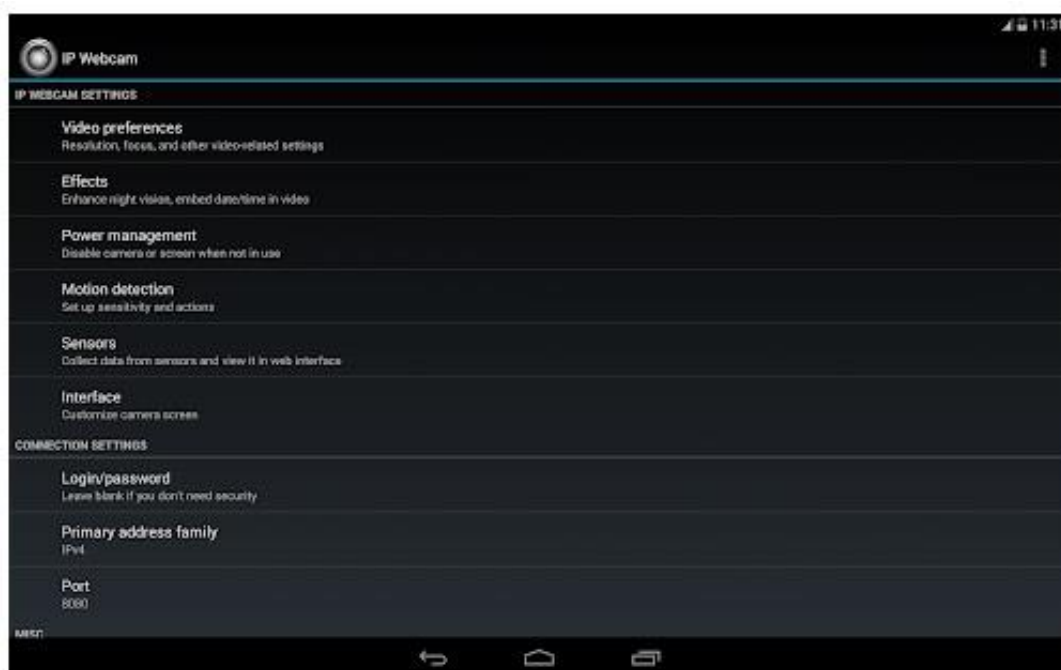 11:3
IP Webcam
IP WEBCAM SETTINGS
Video preferences
Resolution, focus, and other video-related settings
Effects
Enhance night vision, embed date/time in video
Power management
Disable camera or screen when not in use
Motion detection
Set up sensitivity and actions
Sensors
Collect data from sensors and view it in web interface
Interface
Customize camera screen
CONNECTION SETTINGS
Login/password
Leave blank if you don't need security
Primary address family
IPv4
Port
8080
MISC